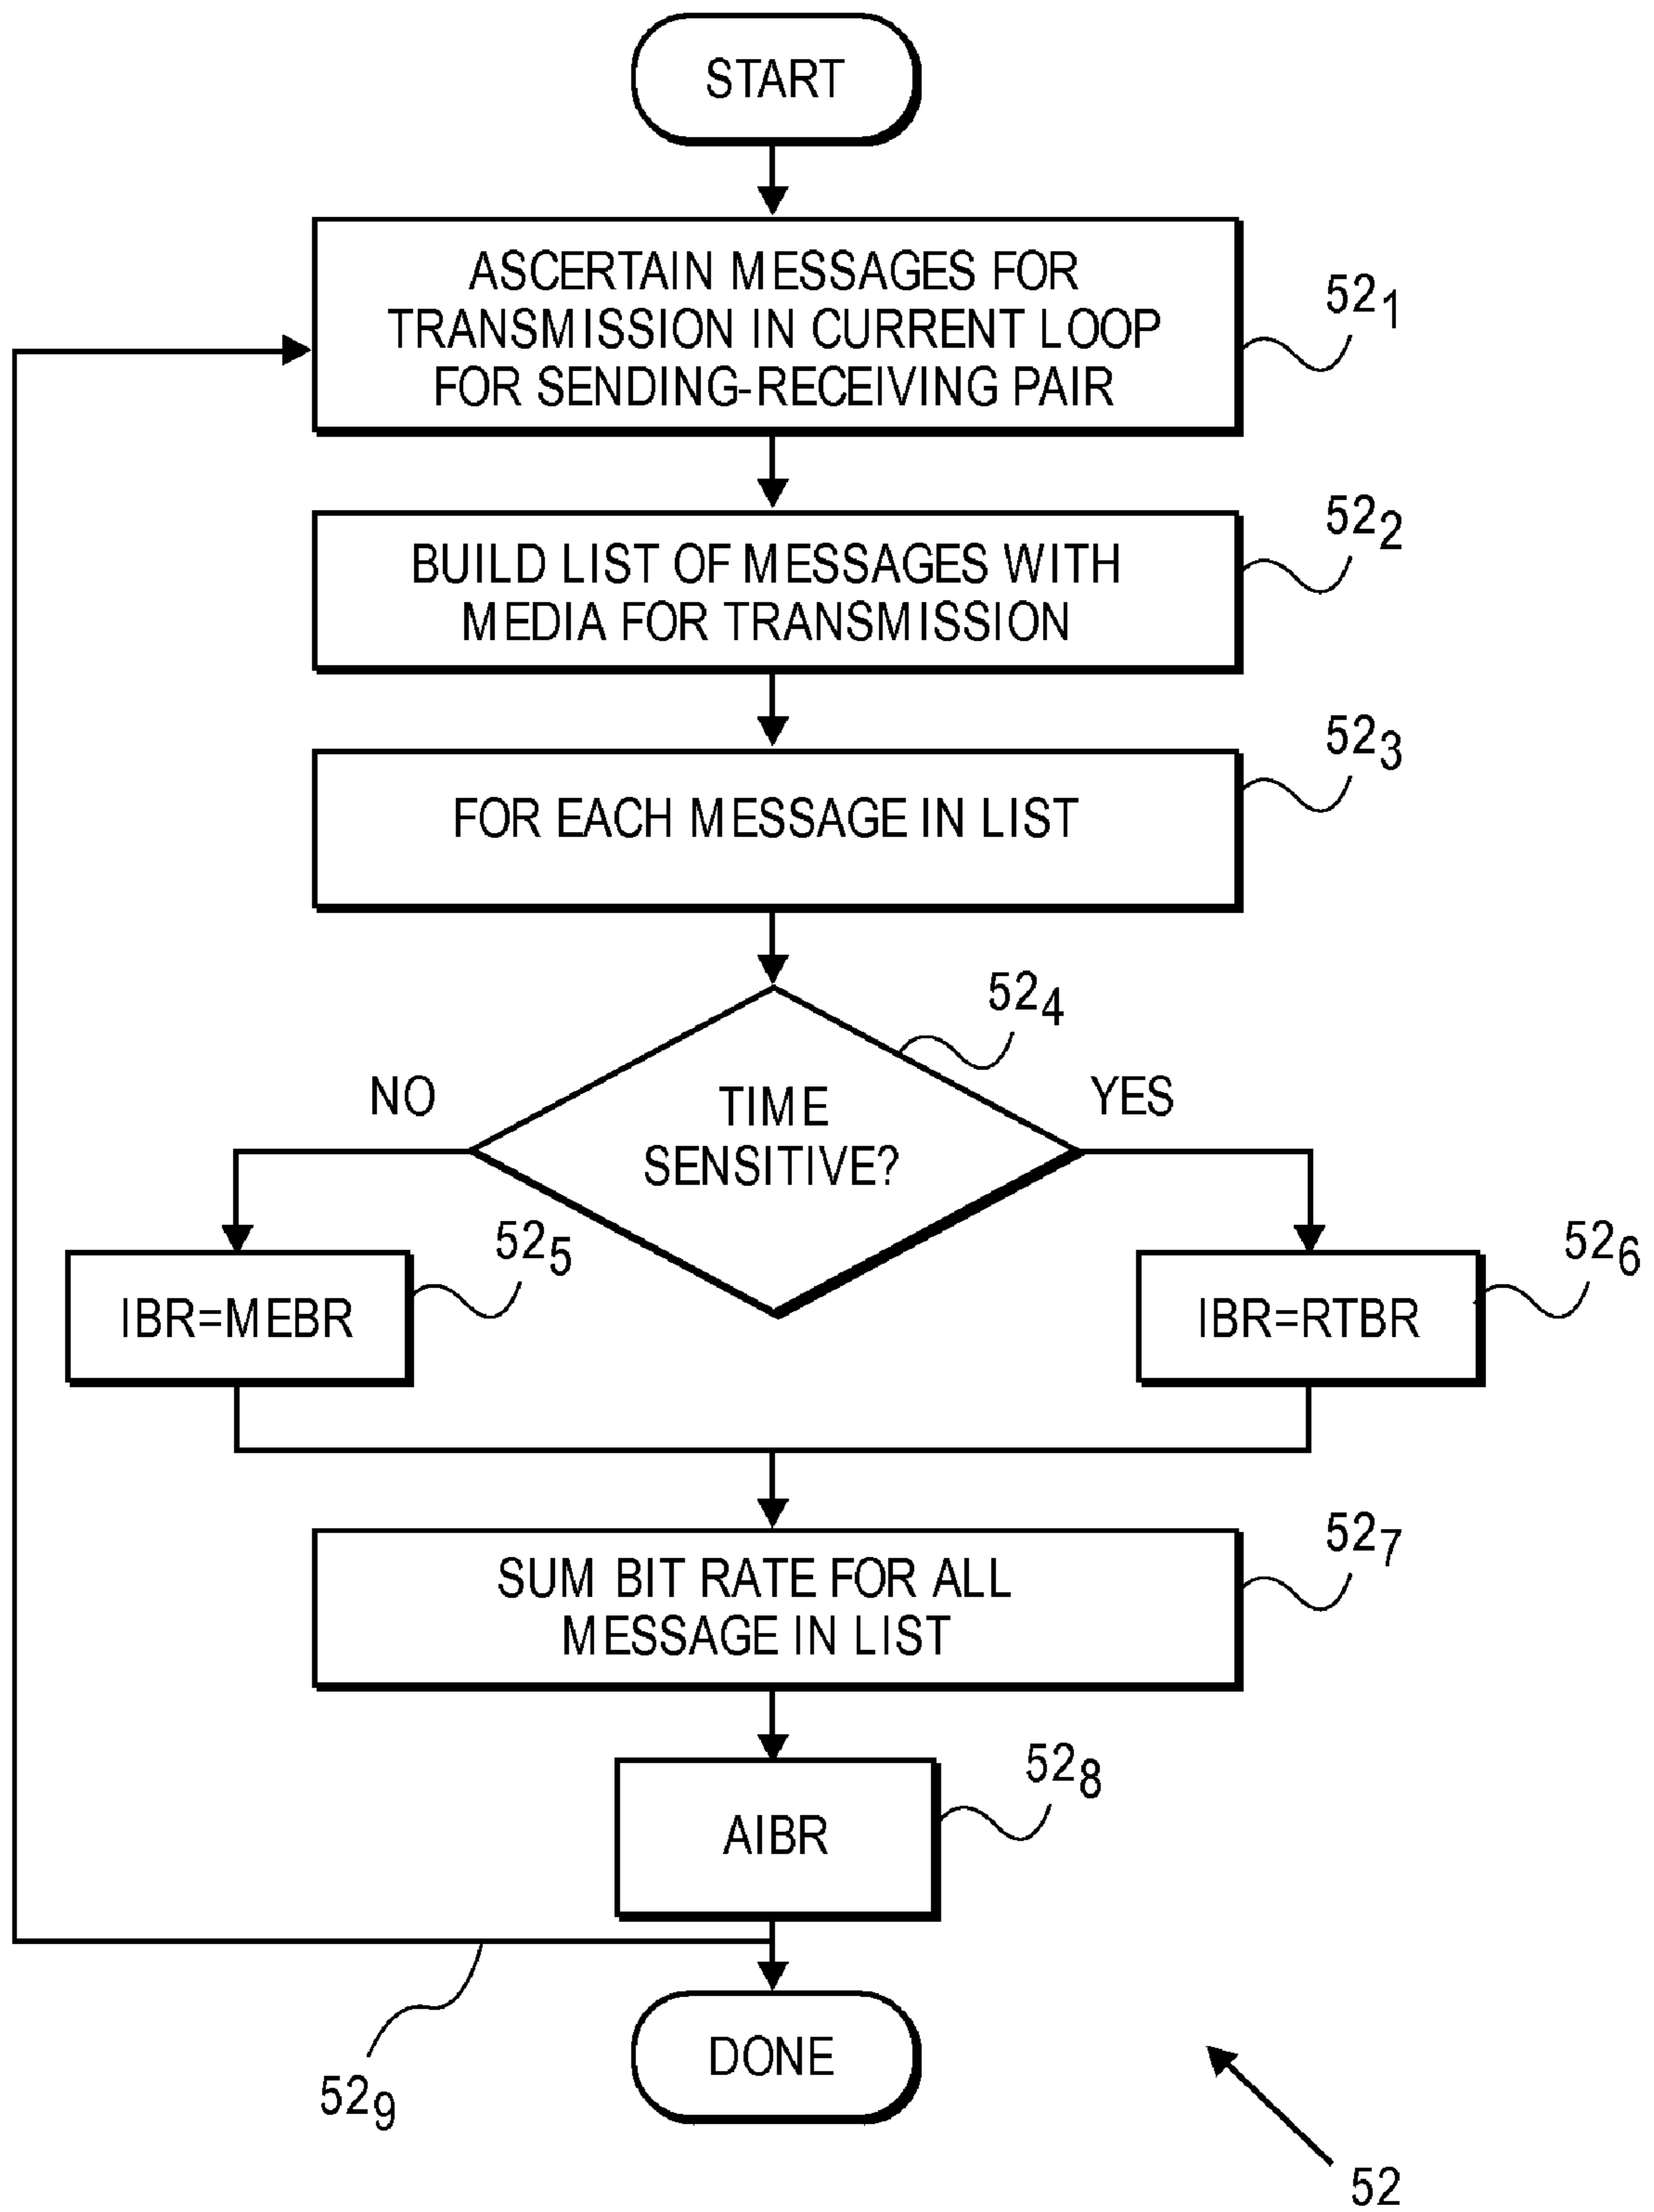 START
ASCERTAIN MESSAGES FOR
TRANSMISSION IN CURRENT LOOP
FOR SENDING-RECEIVING PAIR
52₁
BUILD LIST OF MESSAGES WITH
MEDIA FOR TRANSMISSION
52₂
FOR EACH MESSAGE IN LIST
52₃
52₄
TIME
SENSITIVE?
NO
YES
52₅
IBR=MEBR
52₆
IBR=RTBR
SUM BIT RATE FOR ALL
MESSAGE IN LIST
52₇
AIBR
52₈
DONE
52₉
52